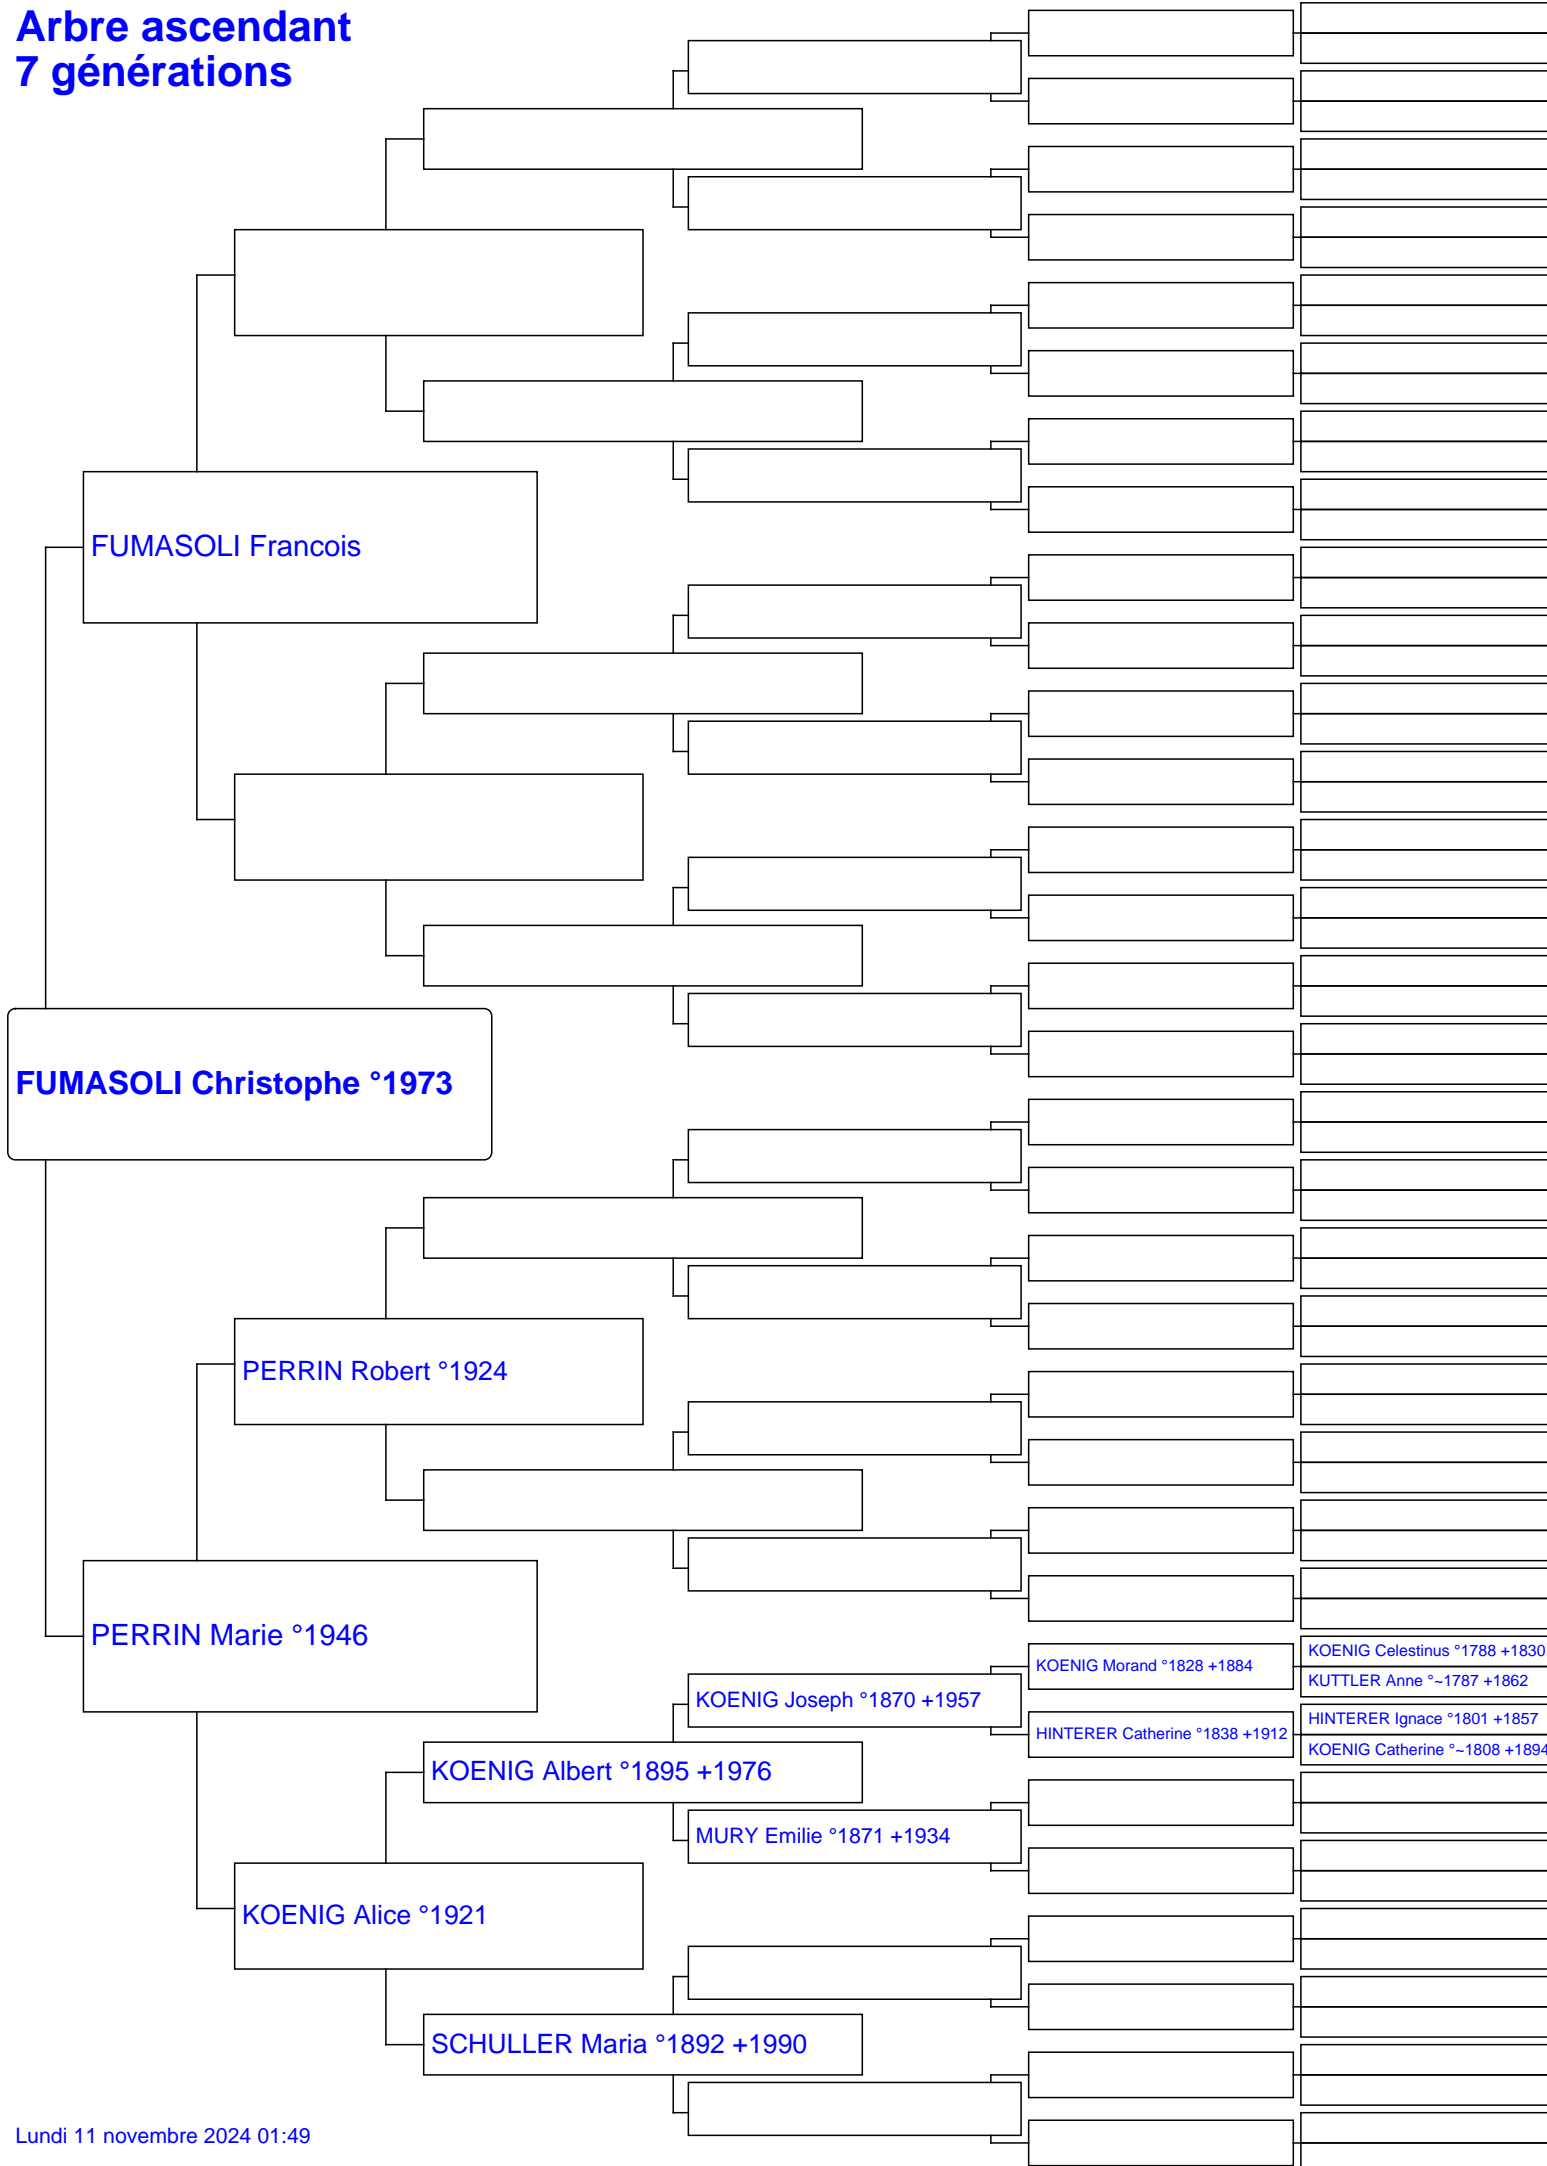 Arbre ascendant
7 générations
FUMASOLI Francois
FUMASOLI Christophe °1973
PERRIN Robert °1924
PERRIN Marie °1946
KOENIG Celestinus °1788 +1830
KOENIG Morand °1828 +1884
KUTTLER Anne °~1787 +1862
KOENIG Joseph °1870 +1957
HINTERER Ignace °1801 +1857
HINTERER Catherine °1838 +1912
KOENIG Catherine °~1808 +1894
KOENIG Albert °1895 +1976
MURY Emilie °1871 +1934
KOENIG Alice °1921
SCHULLER Maria °1892 +1990
Lundi 11 novembre 2024 01:49